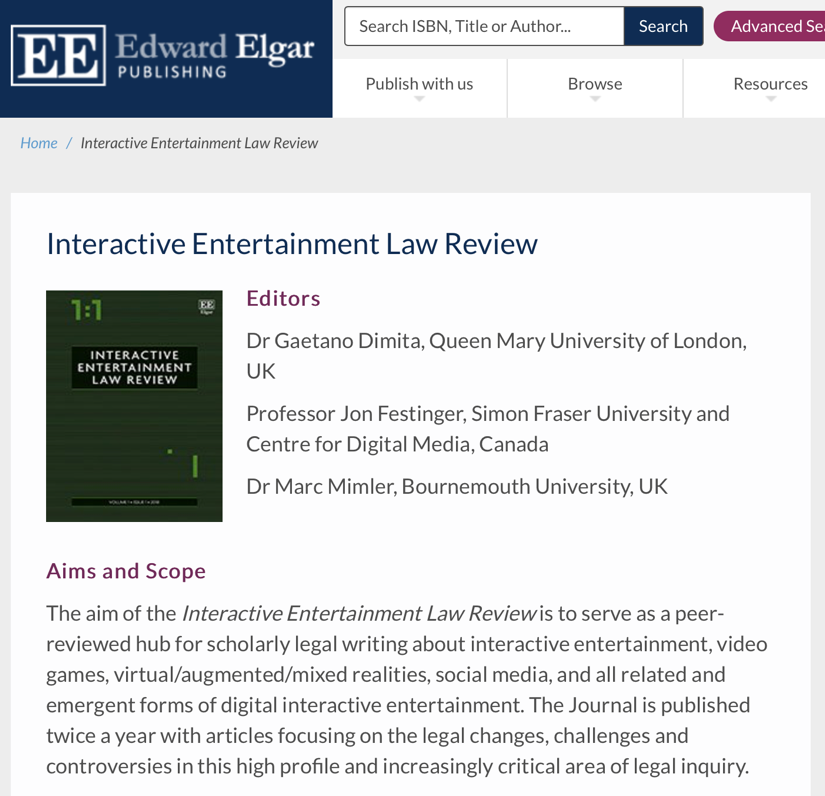 EE Edward Elgar
PUBLISHING
Search ISBN, Title or Author...
Search
Advanced Sea
Publish with us
Browse
Resources
Home / Interactive Entertainment Law Review
Interactive Entertainment Law Review
1:1
EE
Elgar
INTERACTIVE
ENTERTAINMENT
LAW REVIEW
VOLUME 1 • ISSUE 1 • 2018
Editors
Dr Gaetano Dimita, Queen Mary University of London,
UK
Professor Jon Festinger, Simon Fraser University and
Centre for Digital Media, Canada
Dr Marc Mimler, Bournemouth University, UK
Aims and Scope
The aim of the Interactive Entertainment Law Review is to serve as a peer-
reviewed hub for scholarly legal writing about interactive entertainment, video
games, virtual/augmented/mixed realities, social media, and all related and
emergent forms of digital interactive entertainment. The Journal is published
twice a year with articles focusing on the legal changes, challenges and
controversies in this high profile and increasingly critical area of legal inquiry.